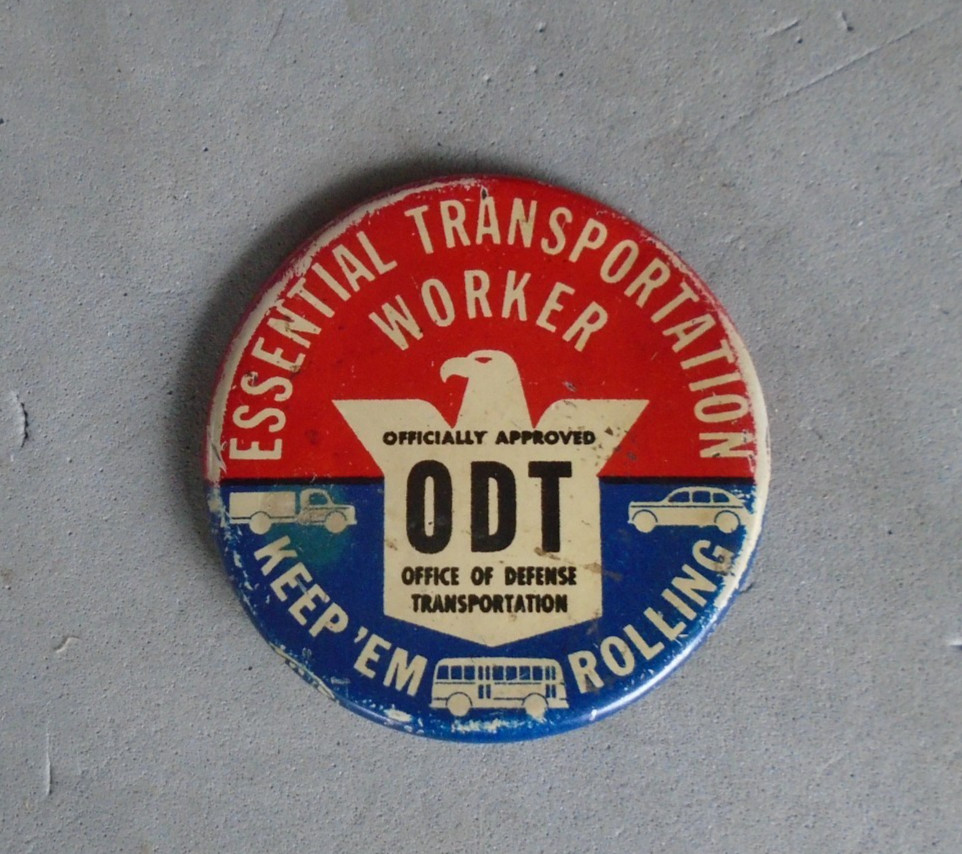 ESSENTIAL TRANSPORTATION
WORKER
OFFICIALLY APPROVED
ODT
OFFICE OF DEFENSE
TRANSPORTATION
KEEP 'EM ROLLING